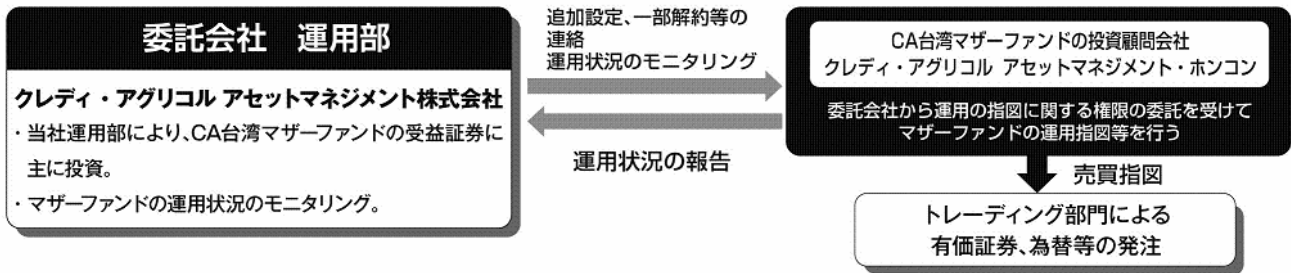 委託会社　運用部
クレディ・アグリコル アセットマネジメント株式会社
・当社運用部により、CA台湾マザーファンドの受益証券に
主に投資。
・マザーファンドの運用状況のモニタリング。
追加設定、一部解約等の
連絡
運用状況のモニタリング
運用状況の報告
CA台湾マザーファンドの投資顧問会社
クレディ・アグリコル アセットマネジメント・ホンコン
委託会社から運用の指図に関する権限の委託を受けて
マザーファンドの運用指図等を行う
売買指図
トレーディング部門による
有価証券、為替等の発注